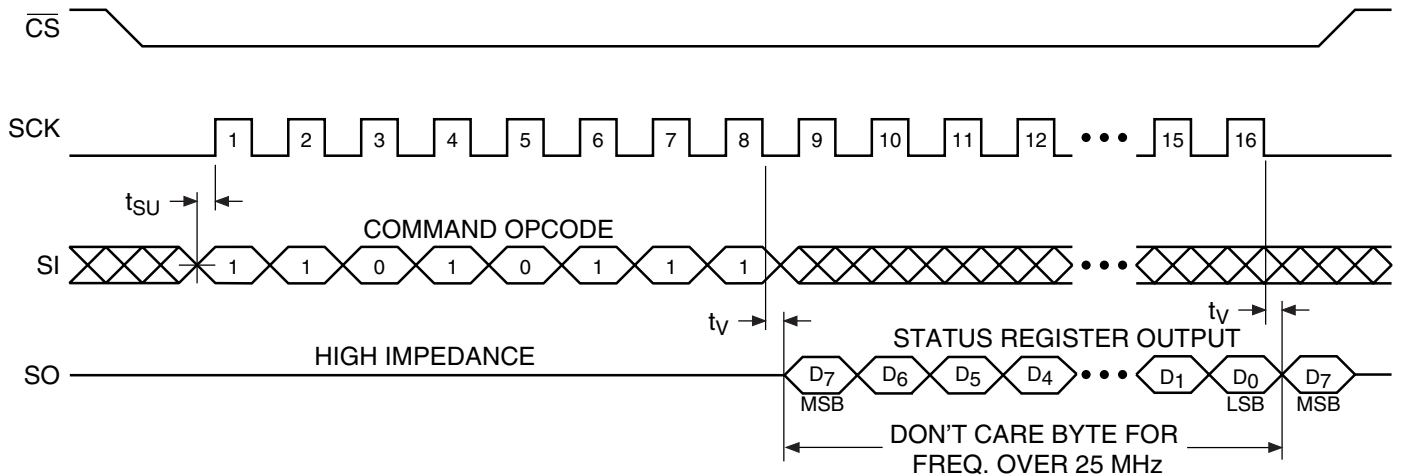 CS
SCK
1 2 3 4 5 6 7 8 9 10 11 12 ••• 15 16
tSU
COMMAND OPCODE
SI
1 1 0 1 0 1 1 1 •••
tV
tV
STATUS REGISTER OUTPUT
HIGH IMPEDANCE
SO
D7 D6 D5 D4 ••• D1 D0 D7
MSB LSB MSB
DON'T CARE BYTE FOR
FREQ. OVER 25 MHz